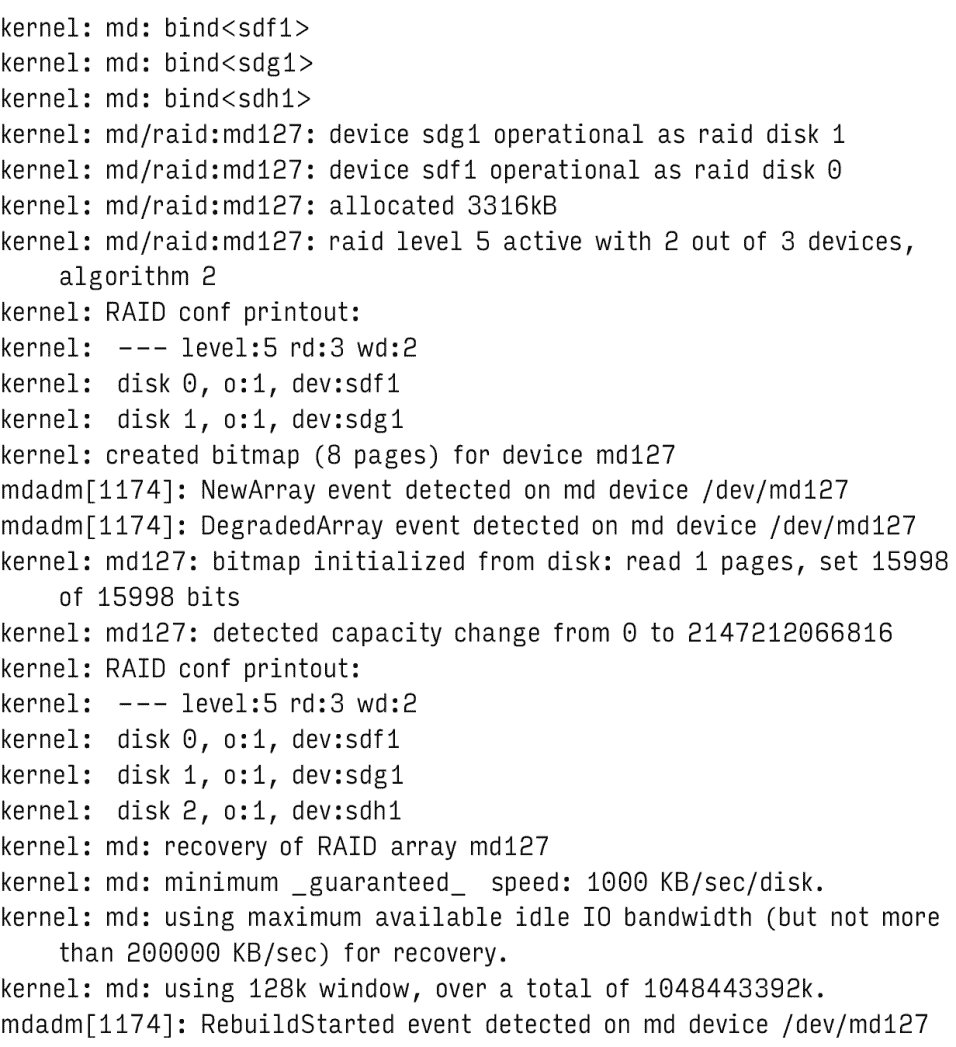 kernel: md: bind<sdf1>
kernel: md: bind<sdg1>
kernel: md: bind<sdh1>
kernel: md/raid:md127: device sdg1 operational as raid disk 1
kernel: md/raid:md127: device sdf1 operational as raid disk 0
kernel: md/raid:md127: allocated 3316kB
kernel: md/raid:md127: raid level 5 active with 2 out of 3 devices,
algorithm 2
kernel: RAID conf printout:
kernel:  --- level:5 rd:3 wd:2
kernel:  disk 0, o:1, dev:sdf1
kernel:  disk 1, o:1, dev:sdg1
kernel: created bitmap (8 pages) for device md127
mdadm[1174]: NewArray event detected on md device /dev/md127
mdadm[1174]: DegradedArray event detected on md device /dev/md127
kernel: md127: bitmap initialized from disk: read 1 pages, set 15998
of 15998 bits
kernel: md127: detected capacity change from 0 to 2147212066816
kernel: RAID conf printout:
kernel:  --- level:5 rd:3 wd:2
kernel:  disk 0, o:1, dev:sdf1
kernel:  disk 1, o:1, dev:sdg1
kernel:  disk 2, o:1, dev:sdh1
kernel: md: recovery of RAID array md127
kernel: md: minimum _guaranteed_  speed: 1000 KB/sec/disk.
kernel: md: using maximum available idle IO bandwidth (but not more
than 200000 KB/sec) for recovery.
kernel: md: using 128k window, over a total of 1048443392k.
mdadm[1174]: RebuildStarted event detected on md device /dev/md127